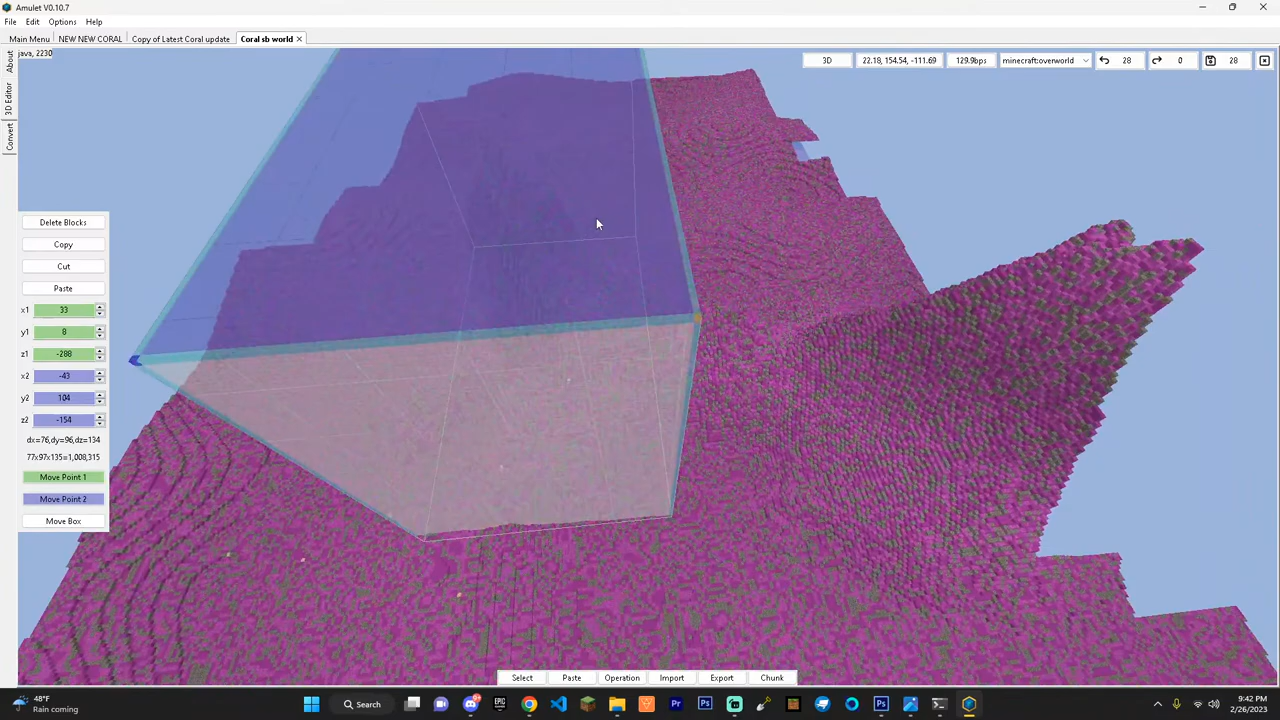 Amulet V0.10.7
File Edit Options Help
Main Menu NEW NEW CORAL Copy of Latest Coral update Coral sb world
java, 2230
3D 22.18, 154.54, -111.69 129.9bps minecraft:overworld 28 0 28
About
3D Editor
Convert
Delete Blocks
Copy
Cut
Paste
x1 33
y1 8
z1 -288
x2 -43
y2 104
z2 -154
dx=76,dy=96,dz=134
77x97x135=1,008,315
Move Point 1
Move Point 2
Move Box
Select Paste Operation Import Export Chunk
48°F
Rain coming
Search
9:42 PM
2/26/2023